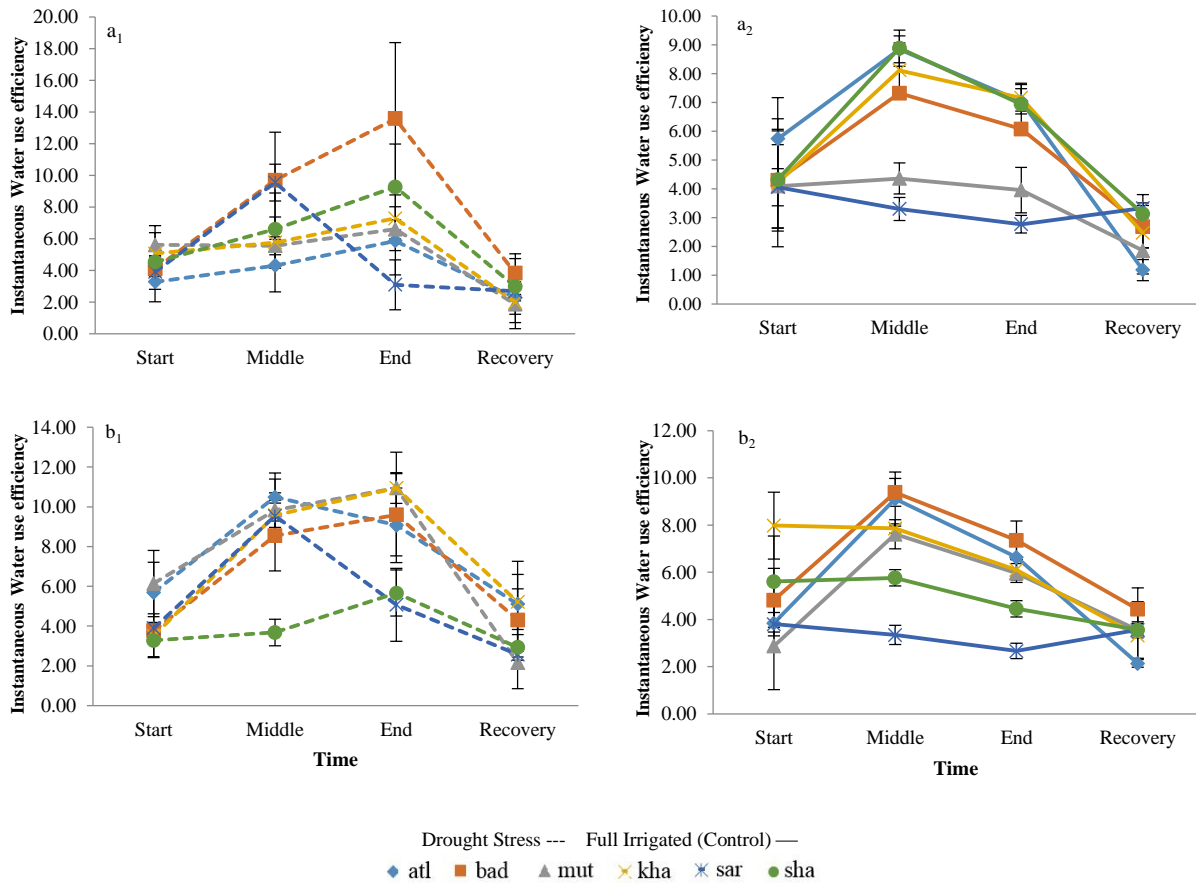 a1
Instantaneous Water use efficiency
20.00
18.00
16.00
14.00
12.00
10.00
8.00
6.00
4.00
2.00
0.00
Start Middle End Recovery
a2
Instantaneous Water use efficiency
10.00
9.00
8.00
7.00
6.00
5.00
4.00
3.00
2.00
1.00
0.00
Start Middle End Recovery
b1
Instantaneous Water use efficiency
14.00
12.00
10.00
8.00
6.00
4.00
2.00
0.00
Start Middle End Recovery
Time
b2
Instantaneous Water use efficiency
12.00
10.00
8.00
6.00
4.00
2.00
0.00
Start Middle End Recovery
Time
Drought Stress --- Full Irrigated (Control) —
atl bad mut kha sar sha